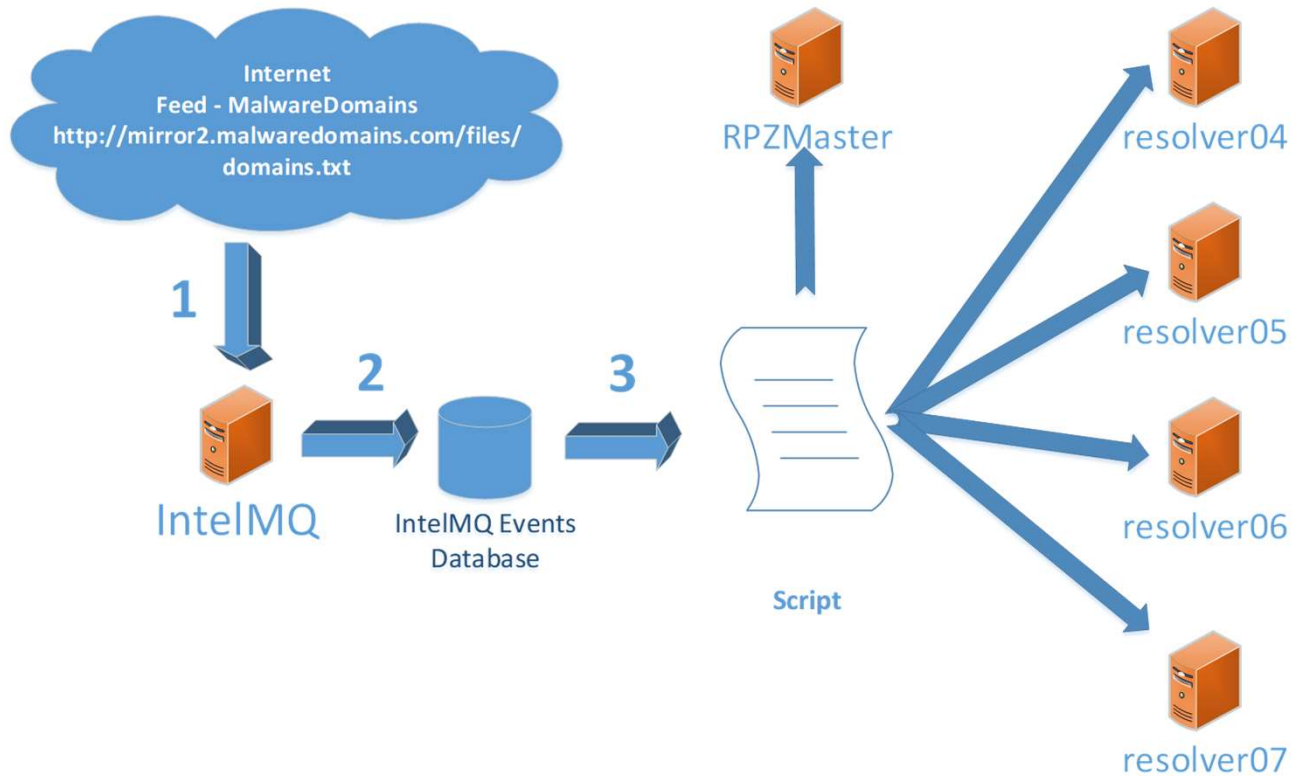 Internet
Feed - MalwareDomains
http://mirror2.malwaredomains.com/files/
domains.txt
1
IntelMQ
2
IntelMQ Events
Database
3
Script
RPZMaster
resolver04
resolver05
resolver06
resolver07